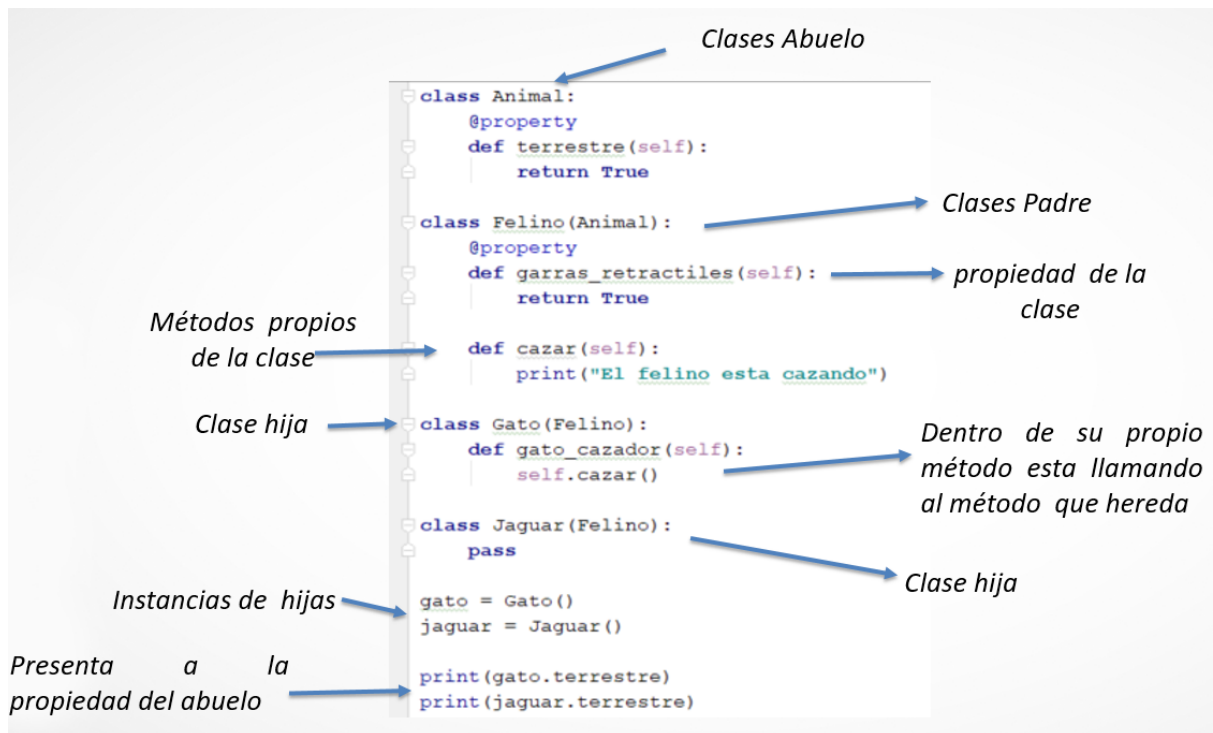 Clases Abuelo
class Animal:
@property
def terrestre(self):
return True
Clases Padre
class Felino(Animal):
@property
def garras_retractiles(self):
return True
propiedad de la
clase
Métodos propios
de la clase
def cazar(self):
print("El felino esta cazando")
Clase hija
class Gato(Felino):
def gato_cazador(self):
self.cazar()
Dentro de su propio
método esta llamando
al método que hereda
class Jaguar(Felino):
pass
Clase hija
Instancias de hijas
gato = Gato()
jaguar = Jaguar()
Presenta a la
propiedad del abuelo
print(gato.terrestre)
print(jaguar.terrestre)